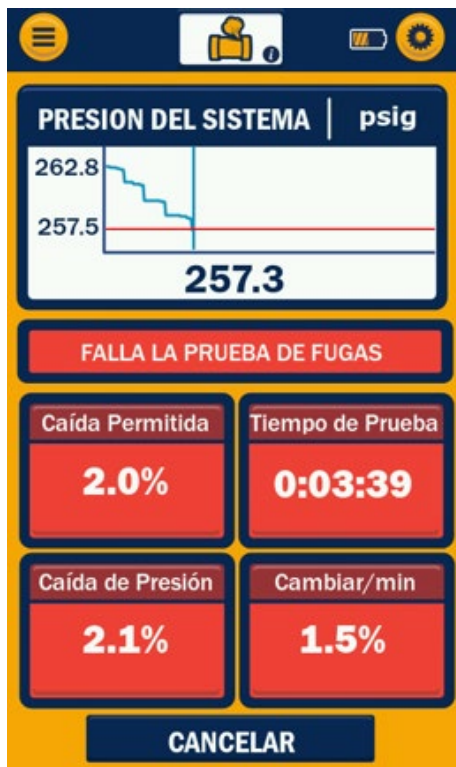 PRESION DEL SISTEMA | psig
262.8
257.5
257.3
FALLA LA PRUEBA DE FUGAS
Caída Permitida
2.0%
Tiempo de Prueba
0:03:39
Caída de Presión
2.1%
Cambiar/min
1.5%
CANCELAR